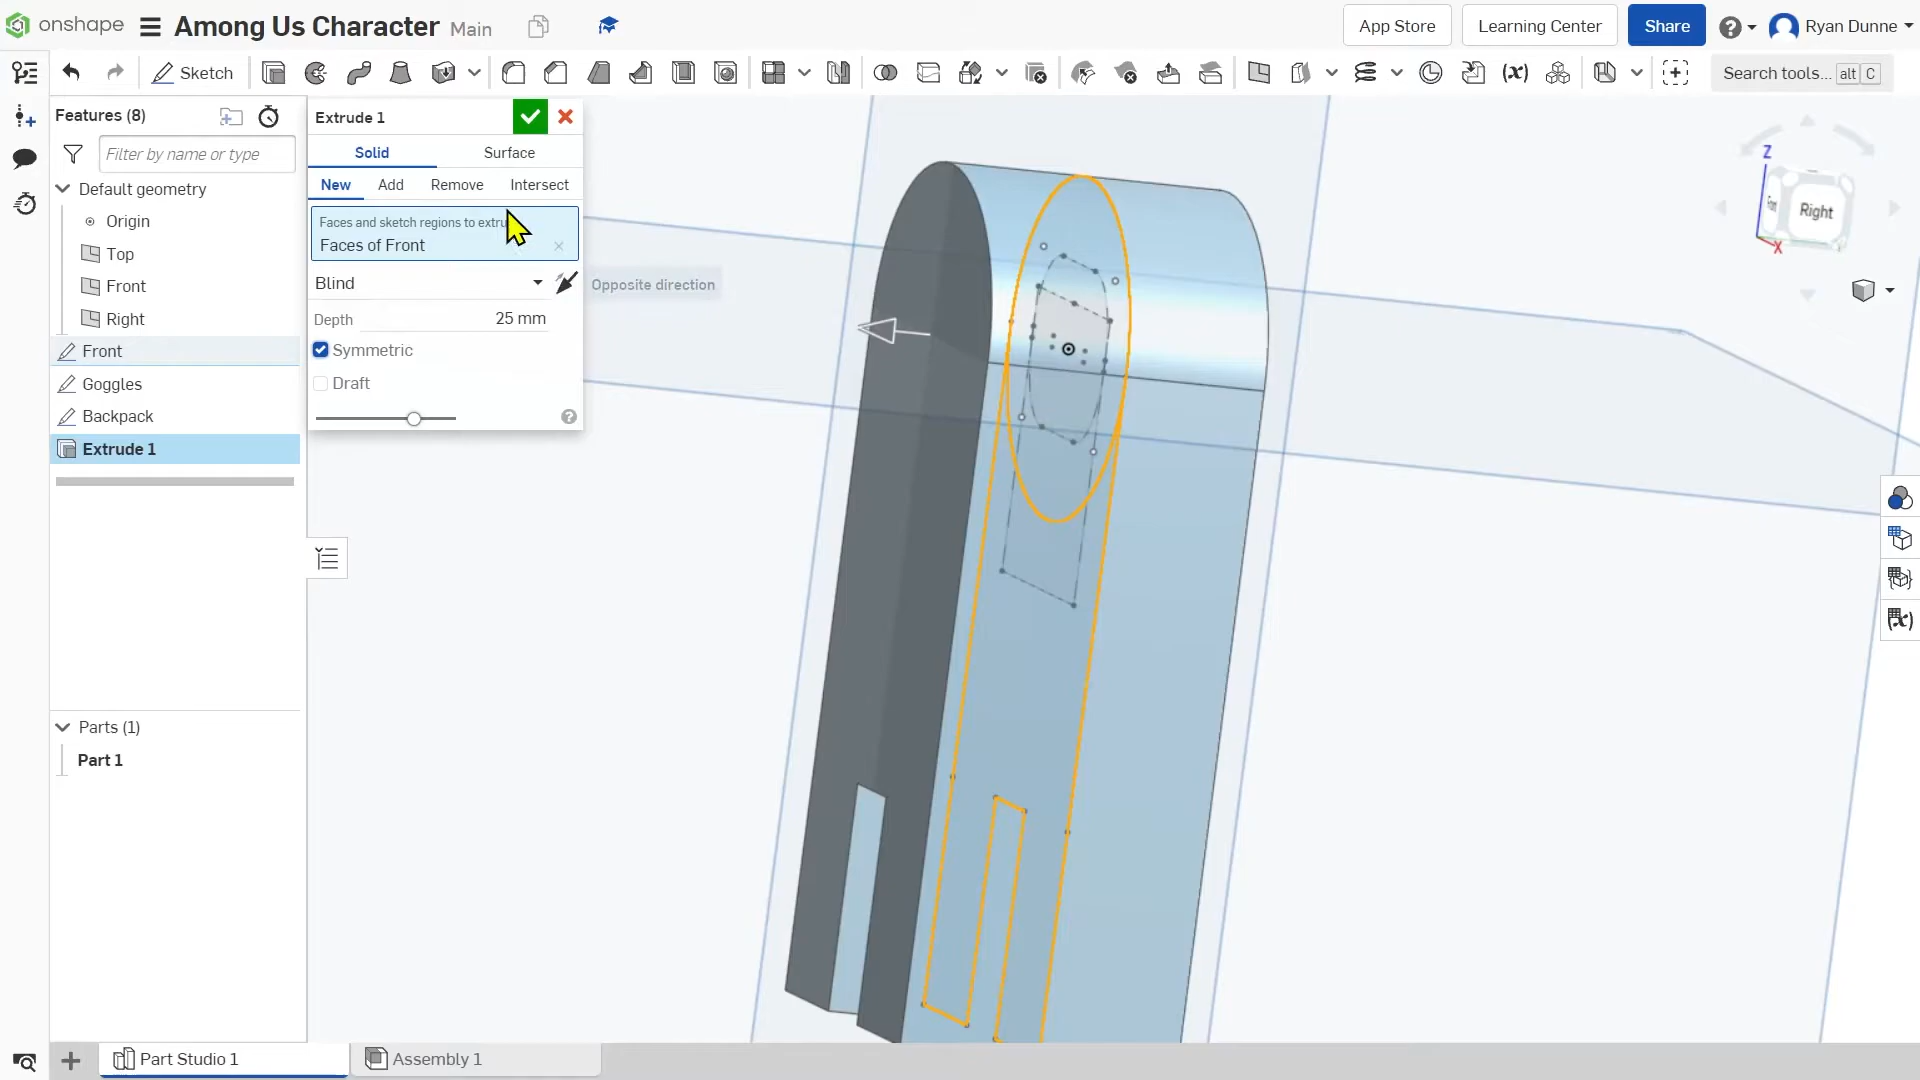 onshape Among Us Character Main App Store Learning Center Share Ryan Dunne
Sketch Search tools... alt C
Features (8)
Filter by name or type
Default geometry
Origin
Top
Front
Right
Front
Goggles
Backpack
Extrude 1
Parts (1)
Part 1
Extrude 1
Solid Surface
New Add Remove Intersect
Faces and sketch regions to extru
Faces of Front
Blind
Opposite direction
Depth 25 mm
Symmetric
Draft
Z
Right
X
Part Studio 1 Assembly 1